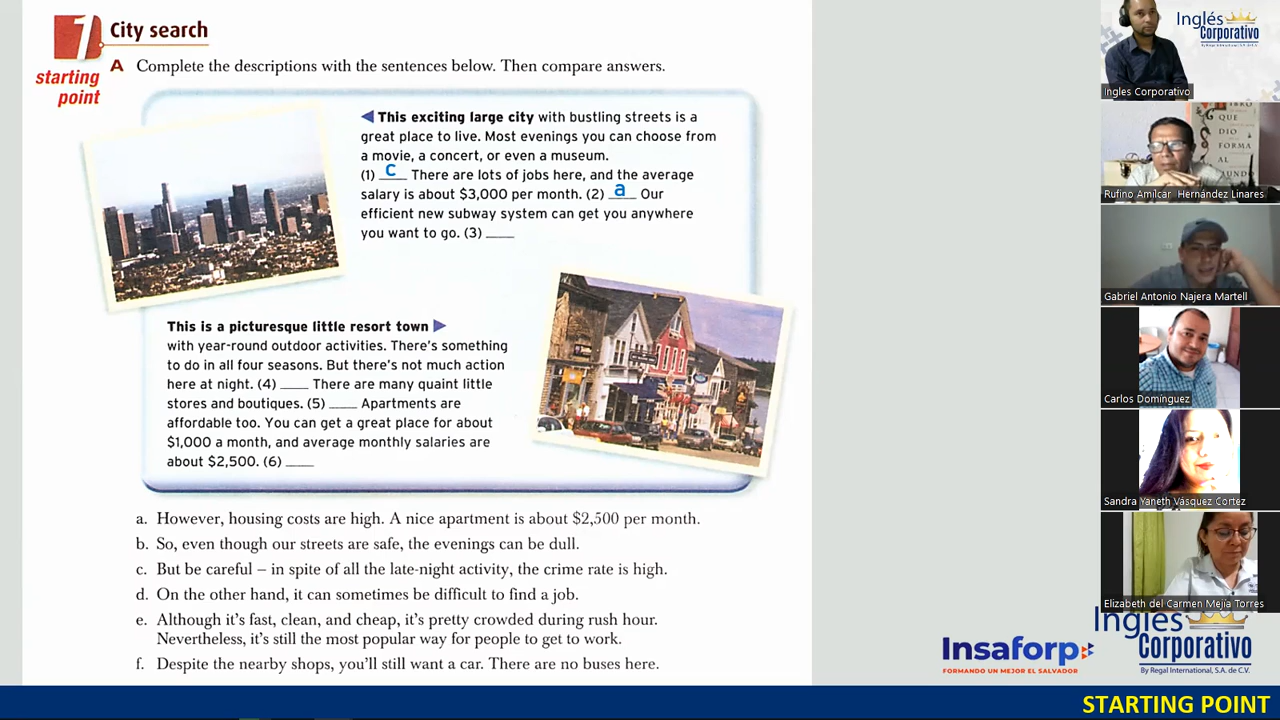 1 City search
starting
point
A Complete the descriptions with the sentences below. Then compare answers.
This exciting large city with bustling streets is a
great place to live. Most evenings you can choose from
a movie, a concert, or even a museum.
(1) c There are lots of jobs here, and the average
salary is about $3,000 per month. (2) a Our
efficient new subway system can get you anywhere
you want to go. (3) ____
This is a picturesque little resort town
with year-round outdoor activities. There's something
to do in all four seasons. But there's not much action
here at night. (4) ____ There are many quaint little
stores and boutiques. (5) ____ Apartments are
affordable too. You can get a great place for about
$1,000 a month, and average monthly salaries are
about $2,500. (6) ____
a. However, housing costs are high. A nice apartment is about $2,500 per month.
b. So, even though our streets are safe, the evenings can be dull.
c. But be careful – in spite of all the late-night activity, the crime rate is high.
d. On the other hand, it can sometimes be difficult to find a job.
e. Although it's fast, clean, and cheap, it's pretty crowded during rush hour.
Nevertheless, it's still the most popular way for people to get to work.
f. Despite the nearby shops, you'll still want a car. There are no buses here.
Inglés
Corporativo
By Regal International, S.A. de C.V.
Ingles Corporativo
QUE
DIO
FORMA
AL
Rufino Amilcar Hernández Linares
Gabriel Antonio Najera Martell
Carlos Domínguez
Sandra Yaneth Vásquez Cortez
Elizabeth del Carmen Mejía Torres
Insaforp
FORMANDO UN MEJOR EL SALVADOR
Inglés
Corporativo
By Regal International, S.A. de C.V.
STARTING POINT